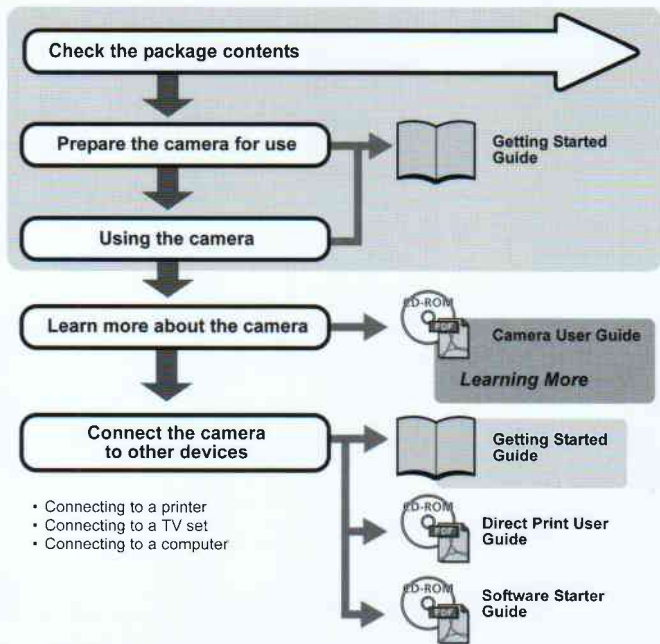 Check the package contents
Prepare the camera for use
Getting Started
Guide
Using the camera
Learn more about the camera
CD-ROM
PDF
Camera User Guide
Learning More
Connect the camera
to other devices
Getting Started
Guide
• Connecting to a printer
• Connecting to a TV set
• Connecting to a computer
CD-ROM
PDF
Direct Print User
Guide
CD-ROM
PDF
Software Starter
Guide